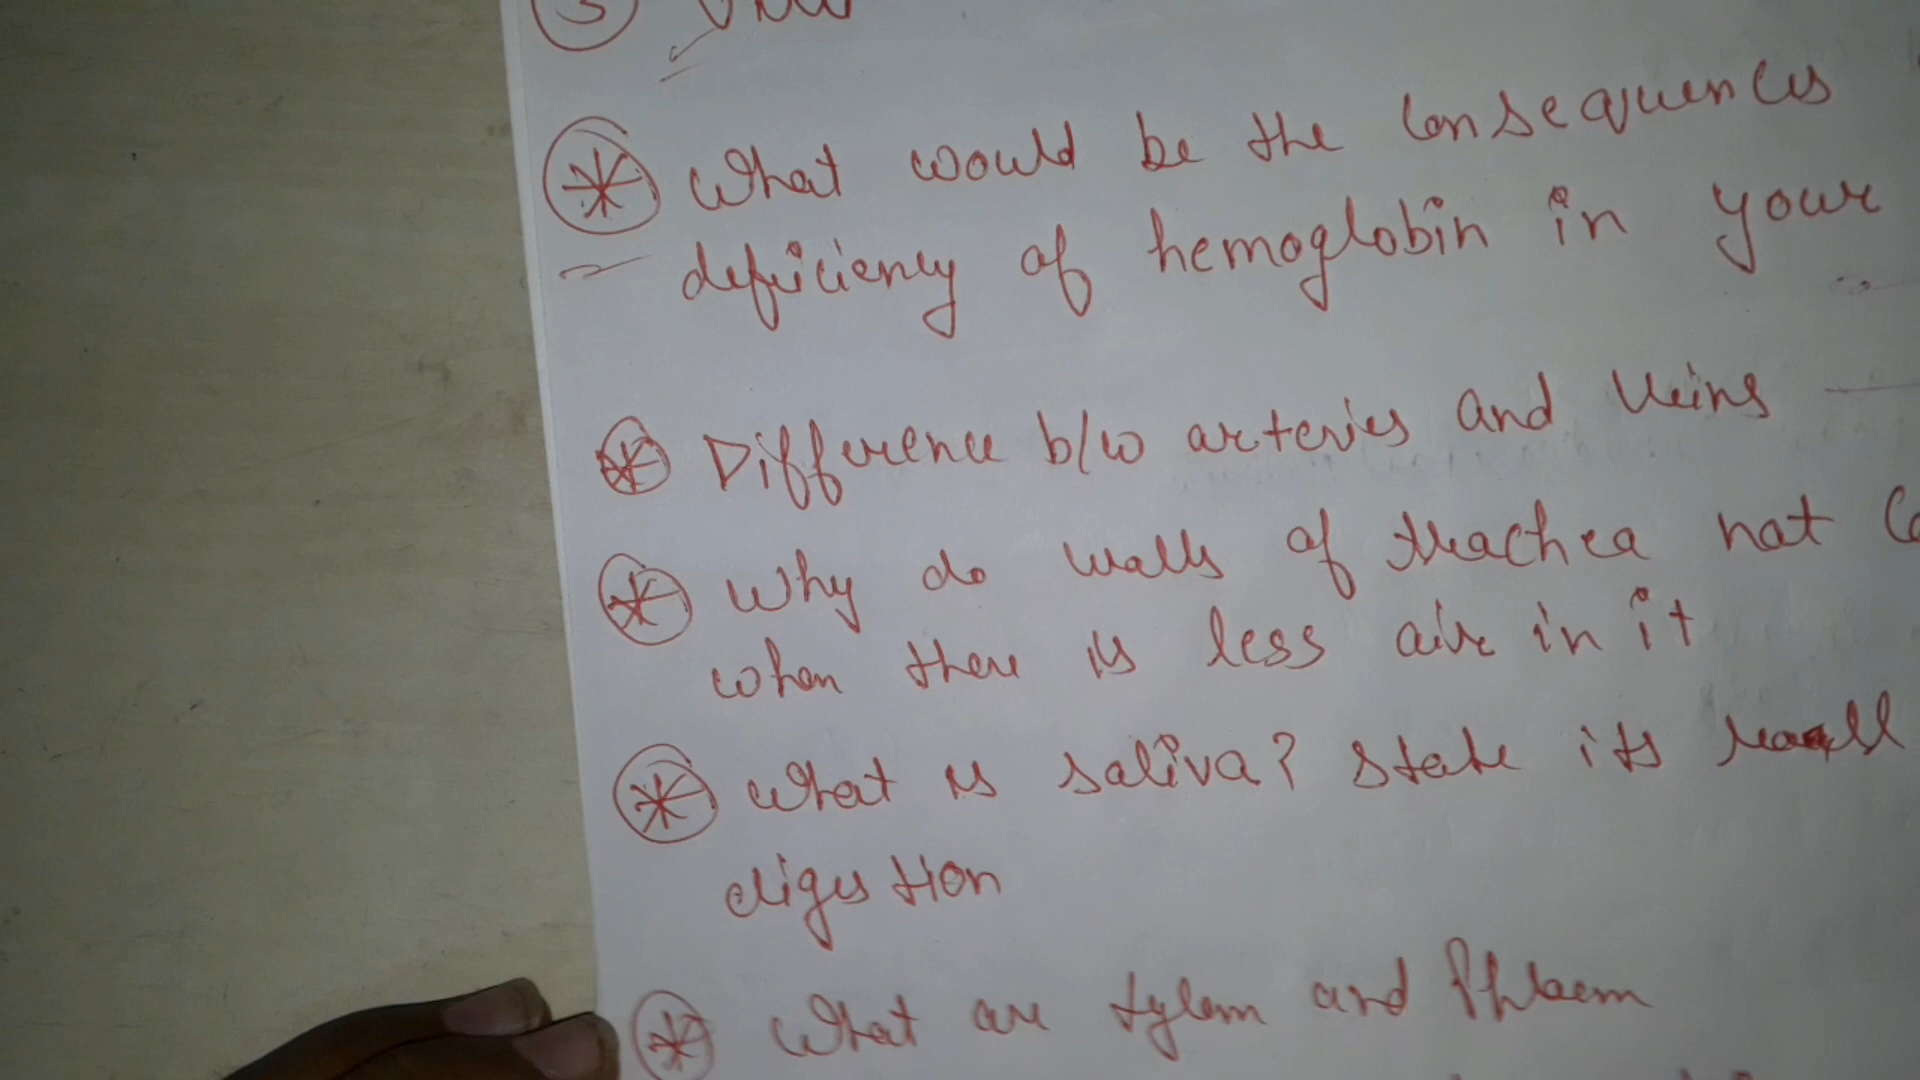 3
* What would be the consequences
deficiency of hemoglobin in your
* Difference b/w arteries and Veins
* Why do walls of trachea not
when there is less air in it
* What is saliva? State its
digestion
* What are xylem and Phloem